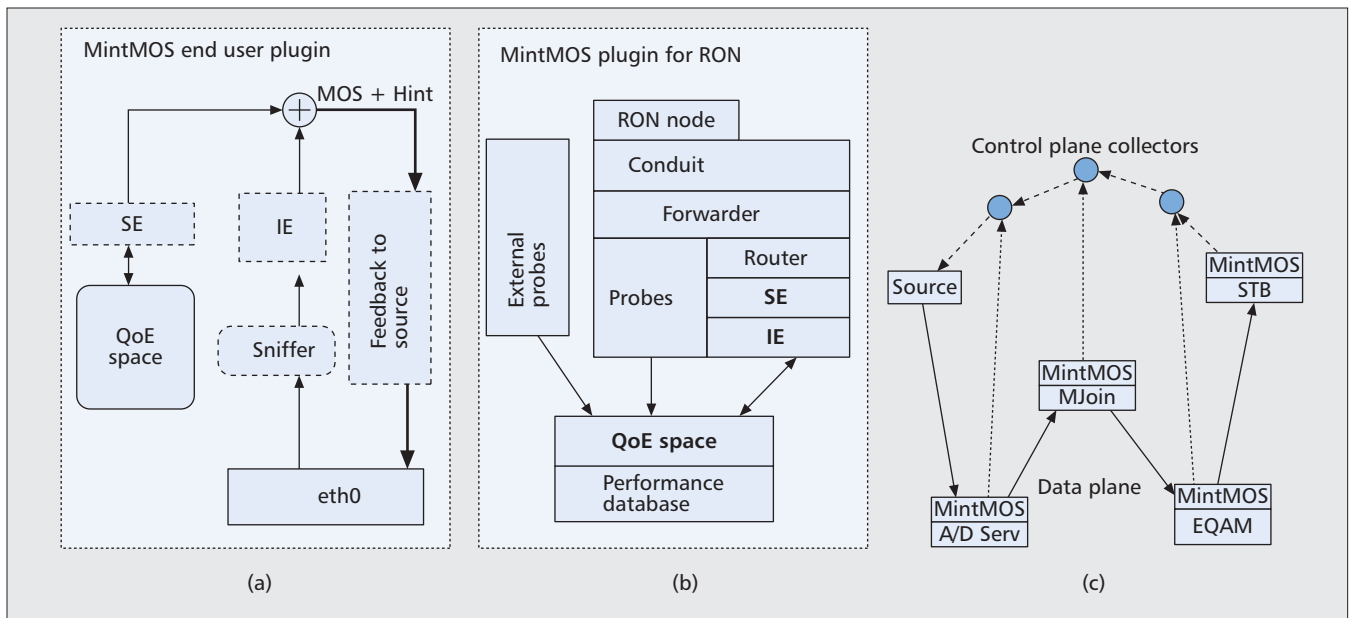 MintMOS end user plugin
MOS + Hint
SE
IE
Feedback to
source
QoE
space
Sniffer
eth0
(a)
MintMOS plugin for RON
RON node
Conduit
Forwarder
External
probes
Probes
Router
SE
IE
QoE space
Performance
database
(b)
Control plane collectors
Source
MintMOS
STB
MintMOS
MJoin
Data plane
MintMOS
A/D Serv
MintMOS
EQAM
(c)